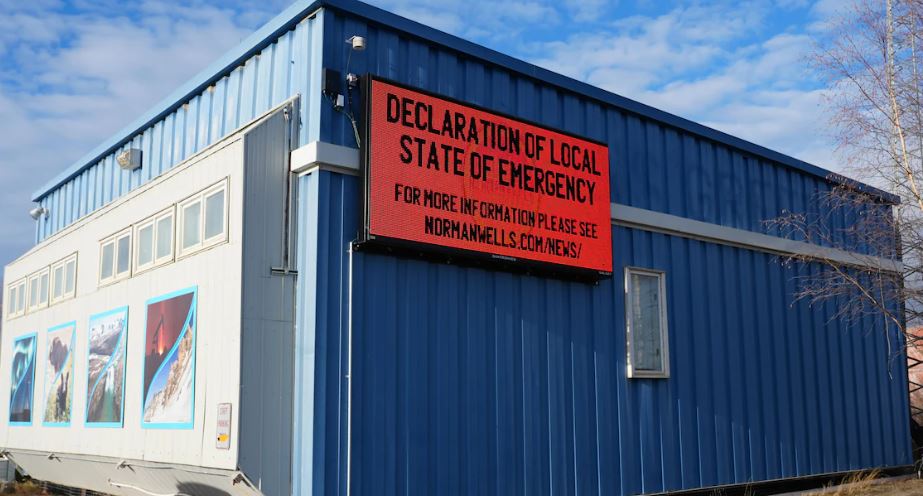 DECLARATION OF LOCAL
STATE OF EMERGENCY
FOR MORE INFORMATION PLEASE SEE
NORMANWELLS.COM/NEWS/